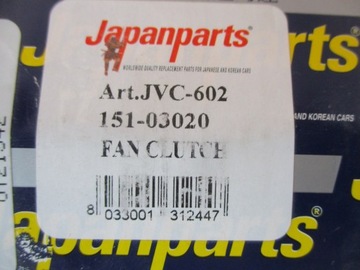 Japanparts®
WORLDWIDE QUALITY REPLACEMENT PARTS FOR JAPANESE AND KOREAN CARS
Art.JVC-602
151-03020
FAN CLUTCH
8 033001 312447
AND KOREAN CARS
Japanparts®